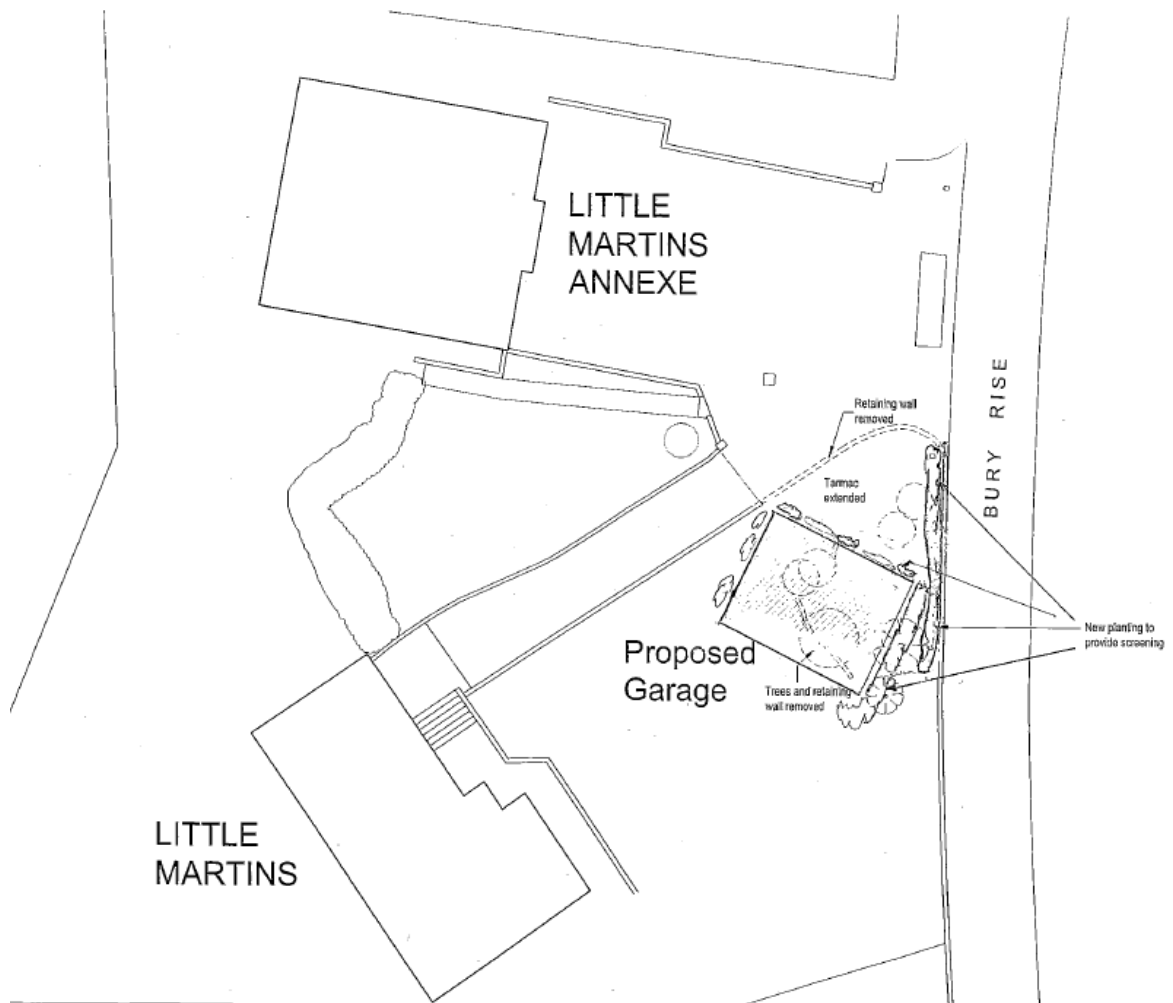 LITTLE
MARTINS
ANNEXE
BURY RISE
Retaining wall
removed
Tarmac
extended
New planting to
provide screening
Proposed
Garage
Trees and retaining
wall removed
LITTLE
MARTINS